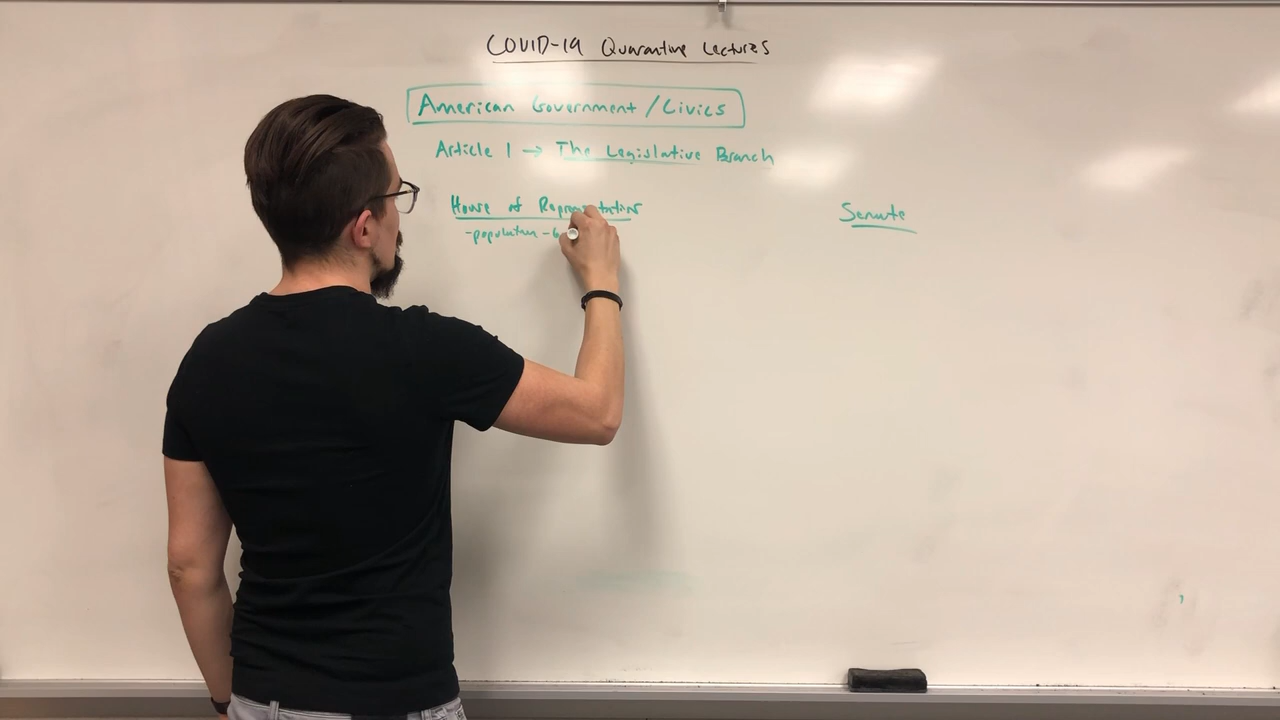 COVID-19 Quarantine Lectures
American Government / Civics
Article 1 → The Legislative Branch
House of Representatives
Senate
-population -b